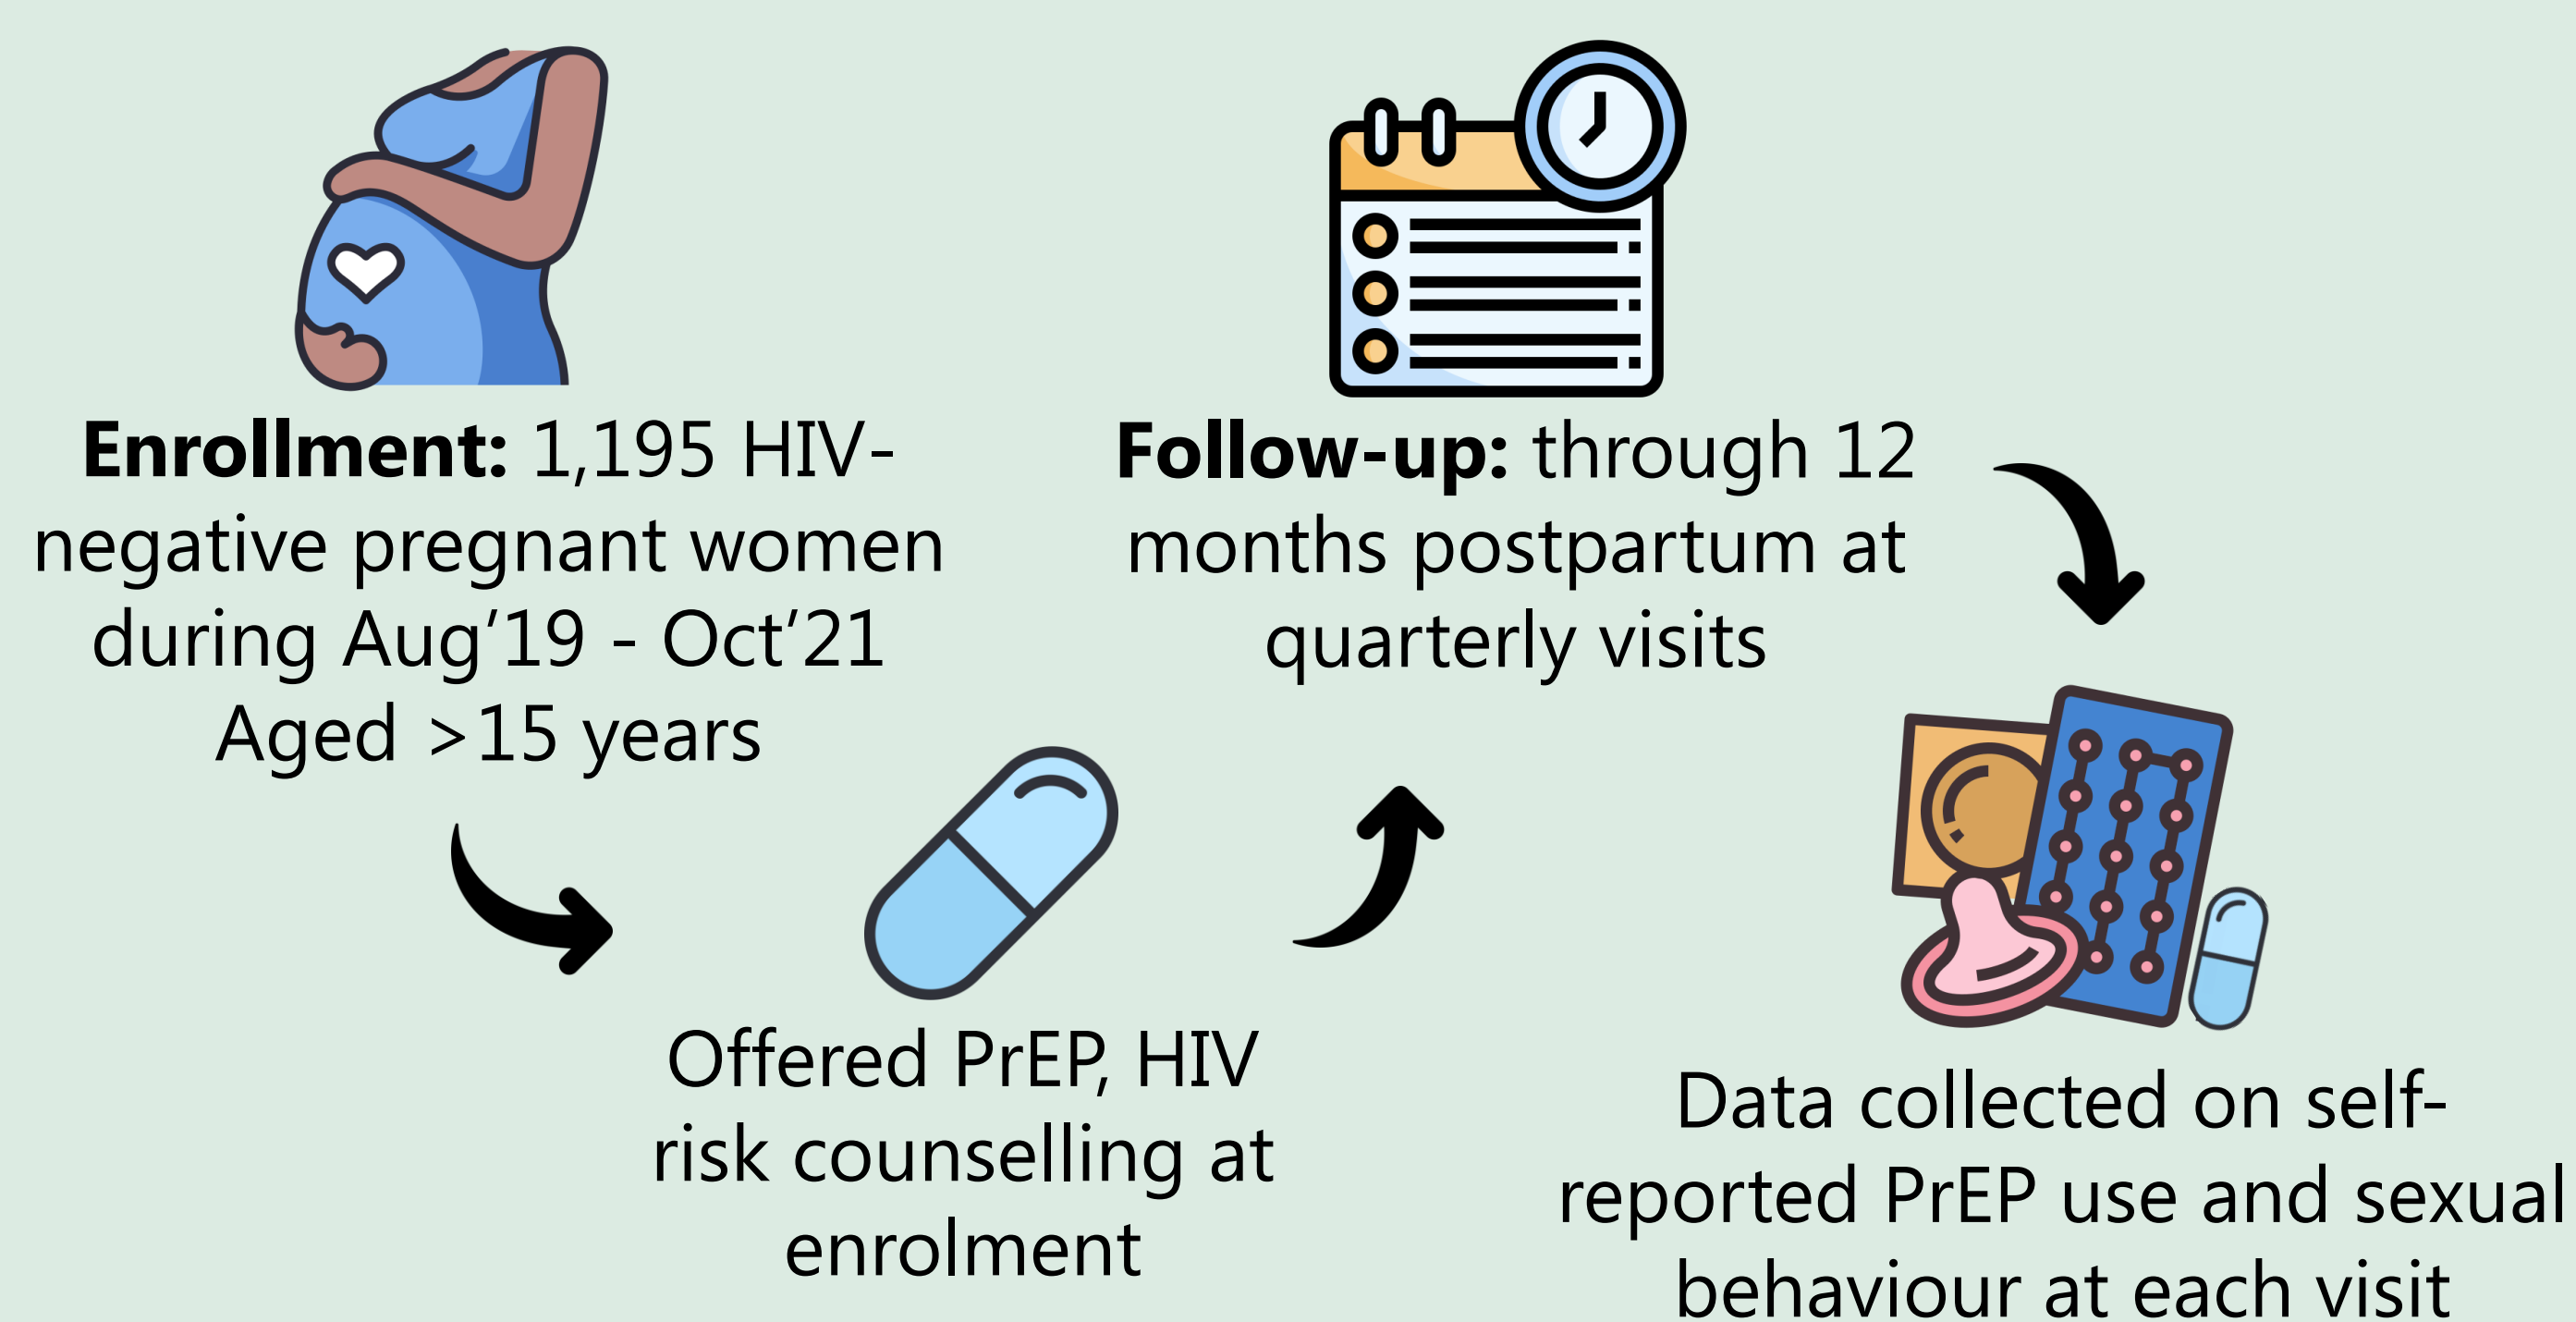 Enrollment: 1,195 HIV-
negative pregnant women
during Aug’19 - Oct’21
Aged >15 years
Offered PrEP, HIV
risk counselling at
enrolment
Follow-up: through 12
months postpartum at
quarterly visits
Data collected on self-
reported PrEP use and sexual
behaviour at each visit